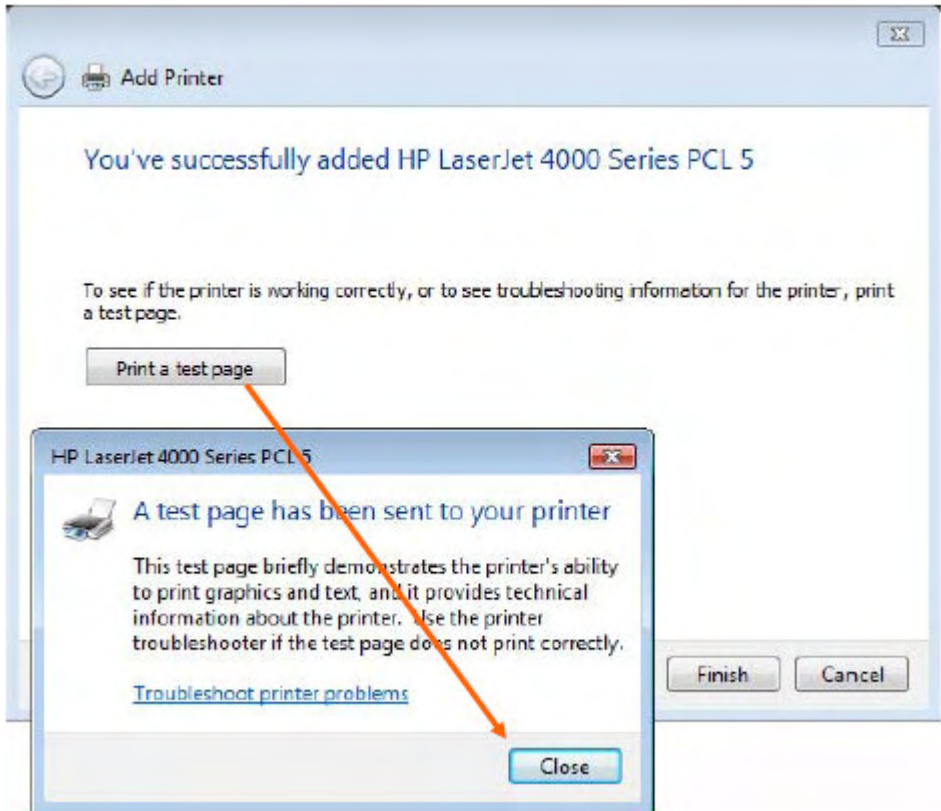 Add Printer
You've successfully added HP LaserJet 4000 Series PCL 5
To see if the printer is working correctly, or to see troubleshooting information for the printer, print
a test page.
Print a test page
HP LaserJet 4000 Series PCL 5
A test page has been sent to your printer
This test page briefly demonstrates the printer's ability
to print graphics and text, and it provides technical
information about the printer. Use the printer
troubleshooter if the test page does not print correctly.
Troubleshoot printer problems
Close
Finish Cancel